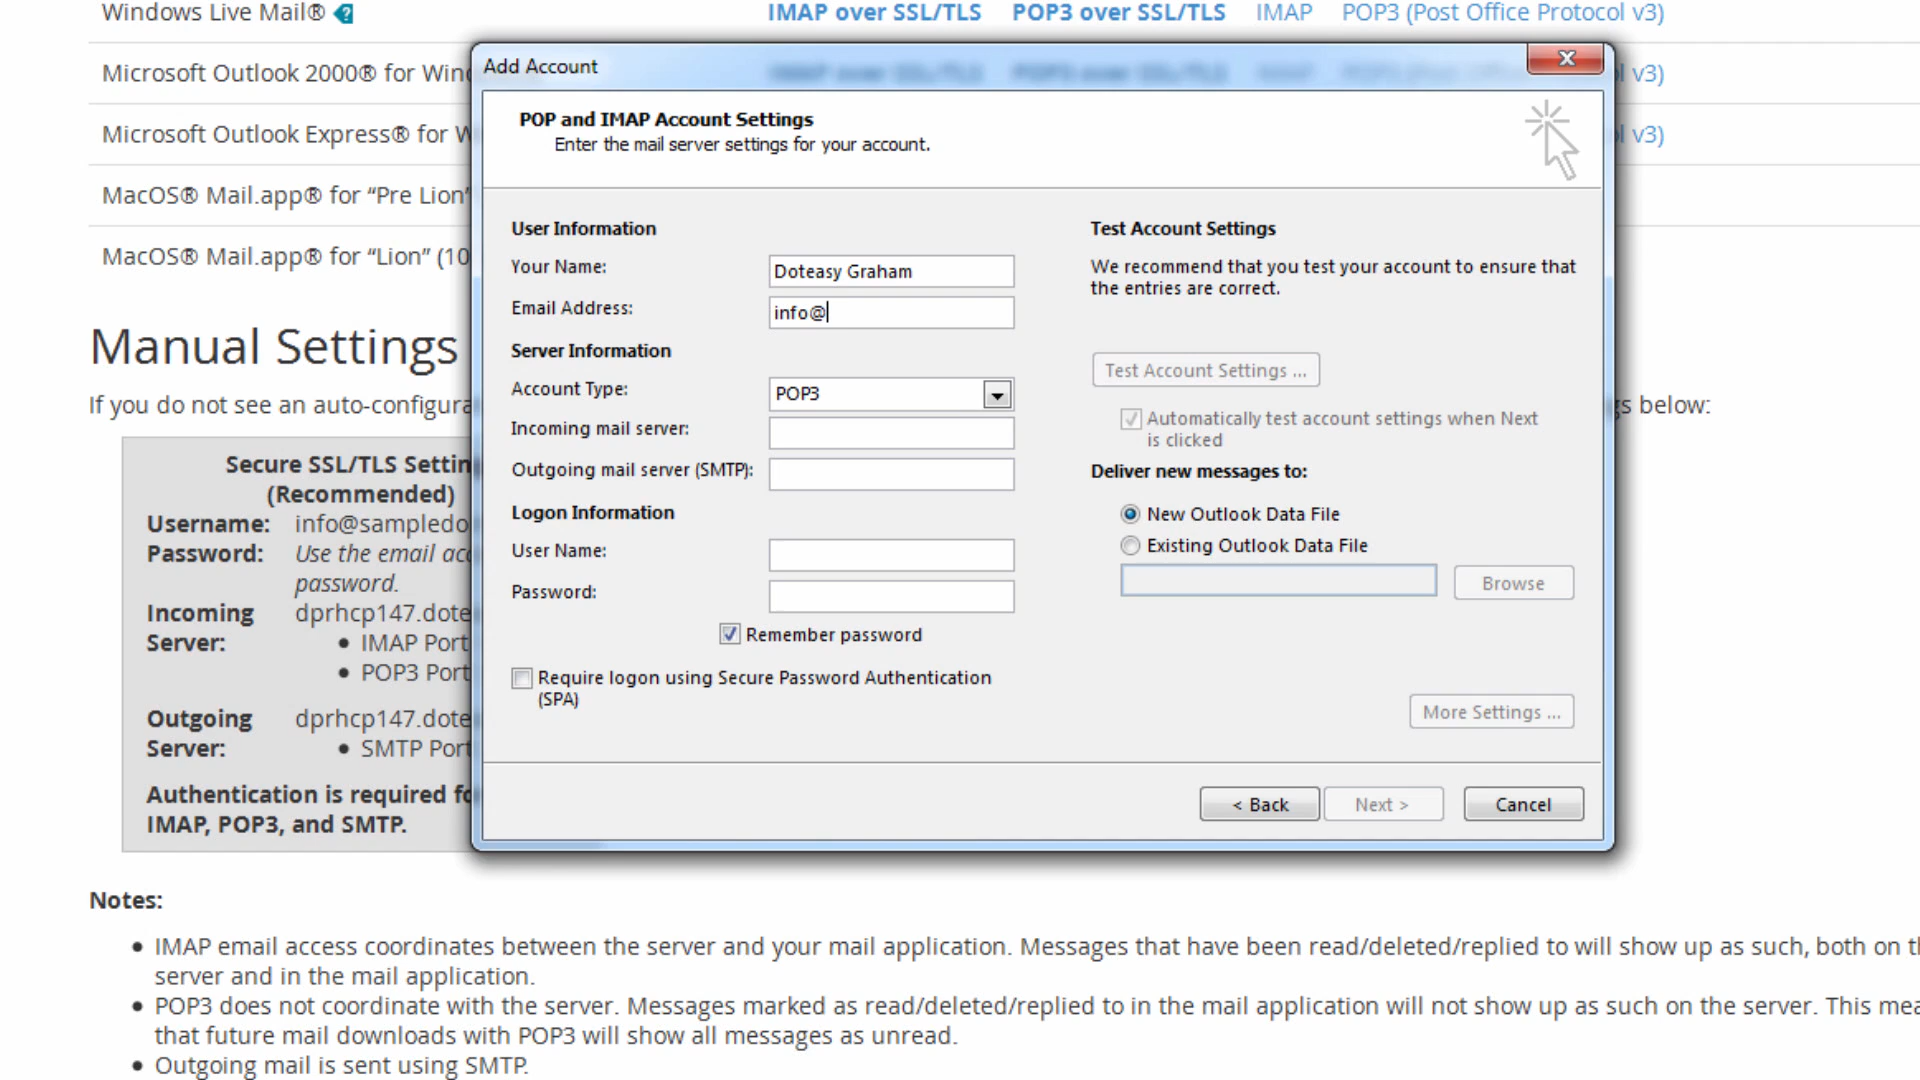 Windows Live Mail® ? IMAP over SSL/TLS POP3 over SSL/TLS IMAP POP3 (Post Office Protocol v3)
Microsoft Outlook 2000® for Wind
l v3)
Microsoft Outlook Express® for W
ol v3)
MacOS® Mail.app® for “Pre Lion”
MacOS® Mail.app® for “Lion” (10
Manual Settings
If you do not see an auto-configura
gs below:
Secure SSL/TLS Settin
(Recommended)
Username: info@sampledo
Password: Use the email acc
password.
Incoming dprhcp147.dote
Server: • IMAP Port
• POP3 Port
Outgoing dprhcp147.dote
Server: • SMTP Port
Authentication is required fo
IMAP, POP3, and SMTP.
Add Account
POP and IMAP Account Settings
Enter the mail server settings for your account.
User Information
Your Name: Doteasy Graham
Email Address: info@
Server Information
Account Type: POP3
Incoming mail server:
Outgoing mail server (SMTP):
Logon Information
User Name:
Password:
Remember password
Require logon using Secure Password Authentication
(SPA)
Test Account Settings
We recommend that you test your account to ensure that
the entries are correct.
Test Account Settings ...
Automatically test account settings when Next
is clicked
Deliver new messages to:
New Outlook Data File
Existing Outlook Data File
Browse
More Settings ...
< Back Next > Cancel
Notes:
• IMAP email access coordinates between the server and your mail application. Messages that have been read/deleted/replied to will show up as such, both on th
server and in the mail application.
• POP3 does not coordinate with the server. Messages marked as read/deleted/replied to in the mail application will not show up as such on the server. This mea
that future mail downloads with POP3 will show all messages as unread.
• Outgoing mail is sent using SMTP.